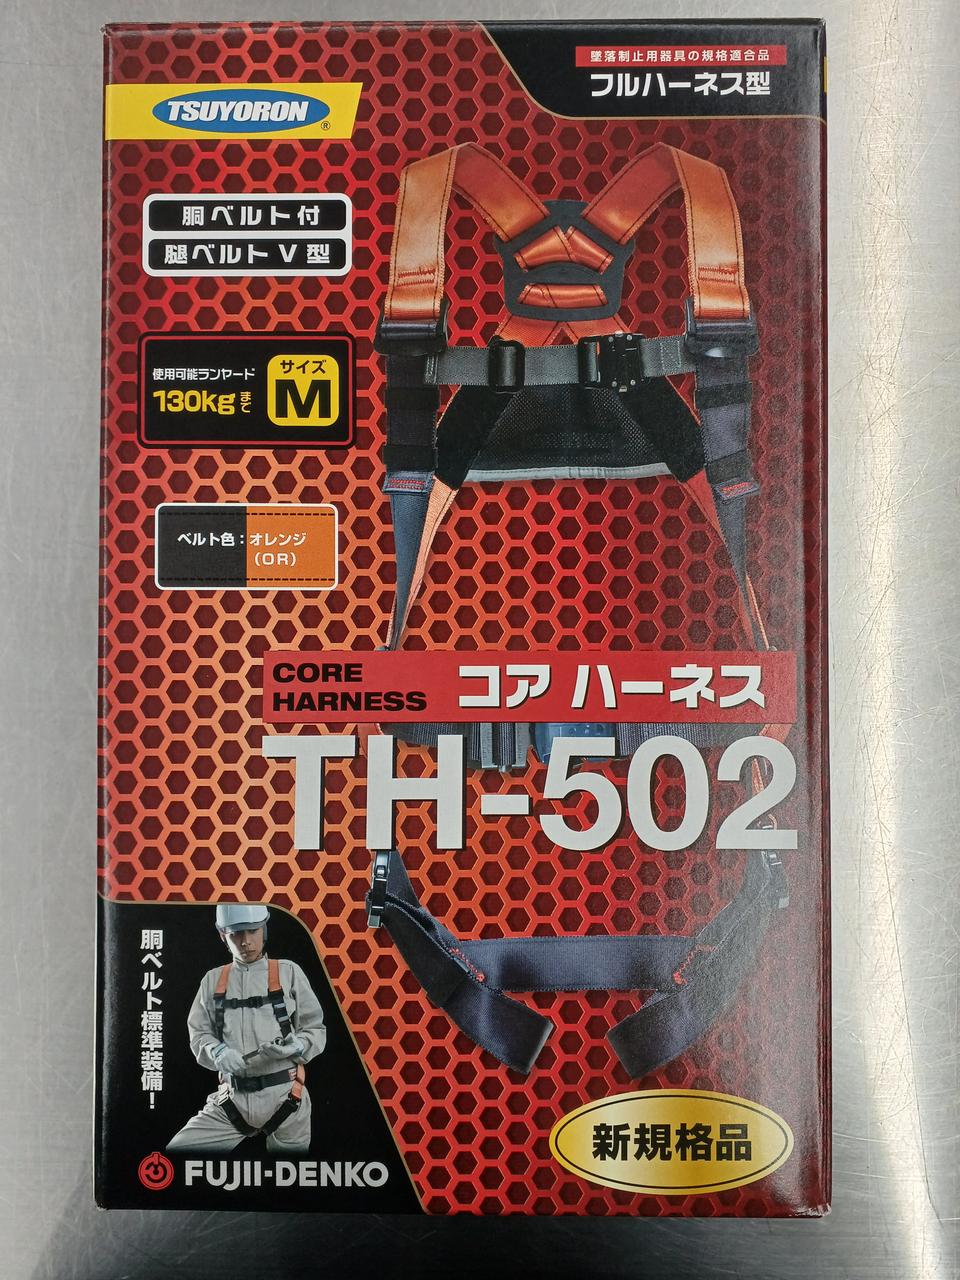 墜落制止用器具の規格適合品
フルハーネス型
TSUYORON
®
胴ベルト付
腿ベルトV型
使用可能ランヤード
130kgまで
サイズ
M
ベルト色：オレンジ
（OR）
CORE
HARNESS
コア ハーネス
TH-502
胴ベルト標準装備！
新規格品
FUJII-DENKO